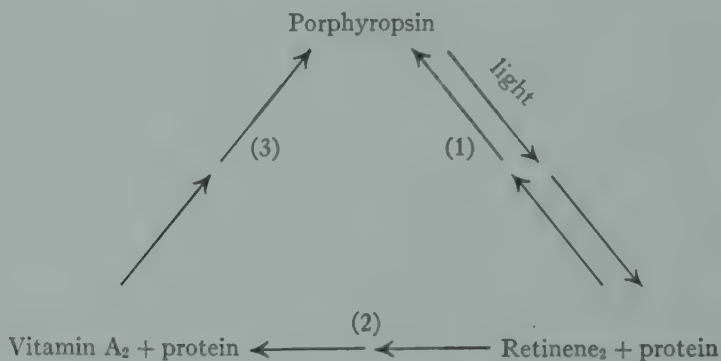 Porphyropsin
light
(3)
(1)
(2)
Vitamin A₂ + protein
Retinene₂ + protein